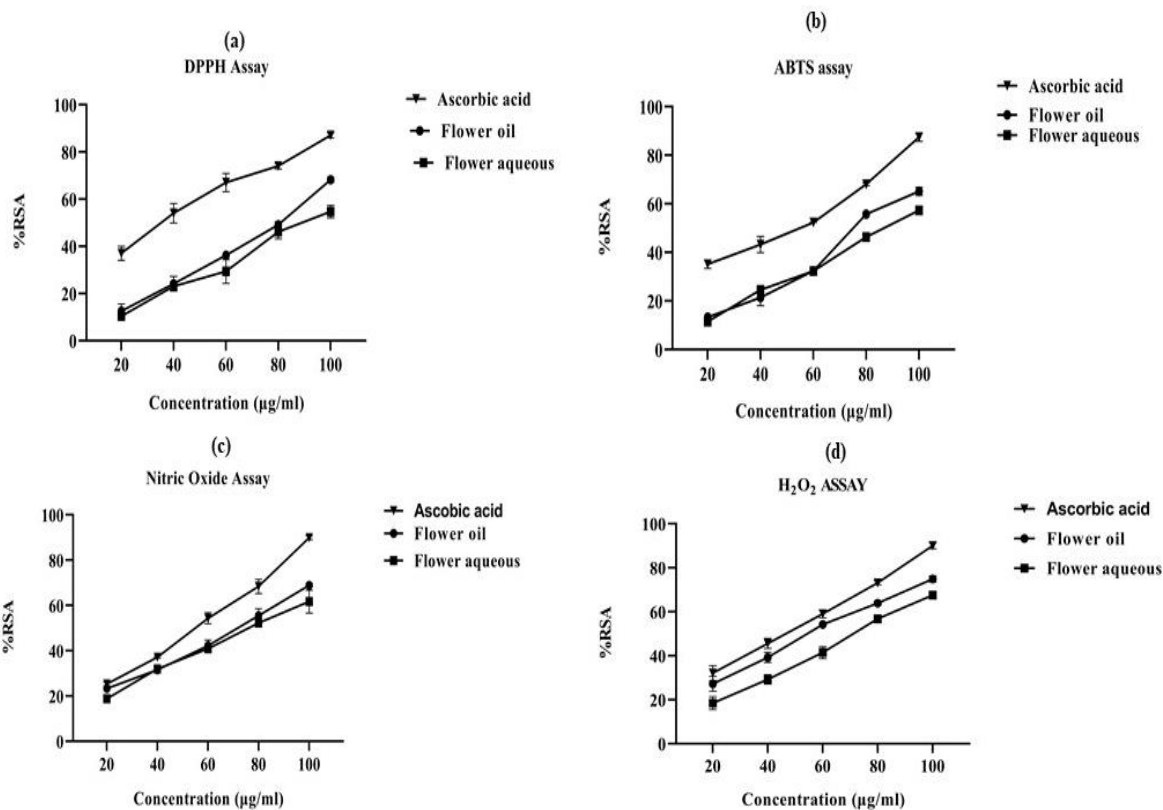 (a)
DPPH Assay
Ascorbic acid
Flower oil
Flower aqueous
%RSA
100
80
60
40
20
0
20 40 60 80 100
Concentration (µg/ml)
(b)
ABTS assay
Ascorbic acid
Flower oil
Flower aqueous
%RSA
100
80
60
40
20
0
20 40 60 80 100
Concentration (µg/ml)
(c)
Nitric Oxide Assay
Ascobic acid
Flower oil
Flower aqueous
%RSA
100
80
60
40
20
0
20 40 60 80 100
Concentration (µg/ml)
(d)
H₂O₂ ASSAY
Ascorbic acid
Flower oil
Flower aqueous
%RSA
100
80
60
40
20
0
20 40 60 80 100
Concentration (µg/ml)